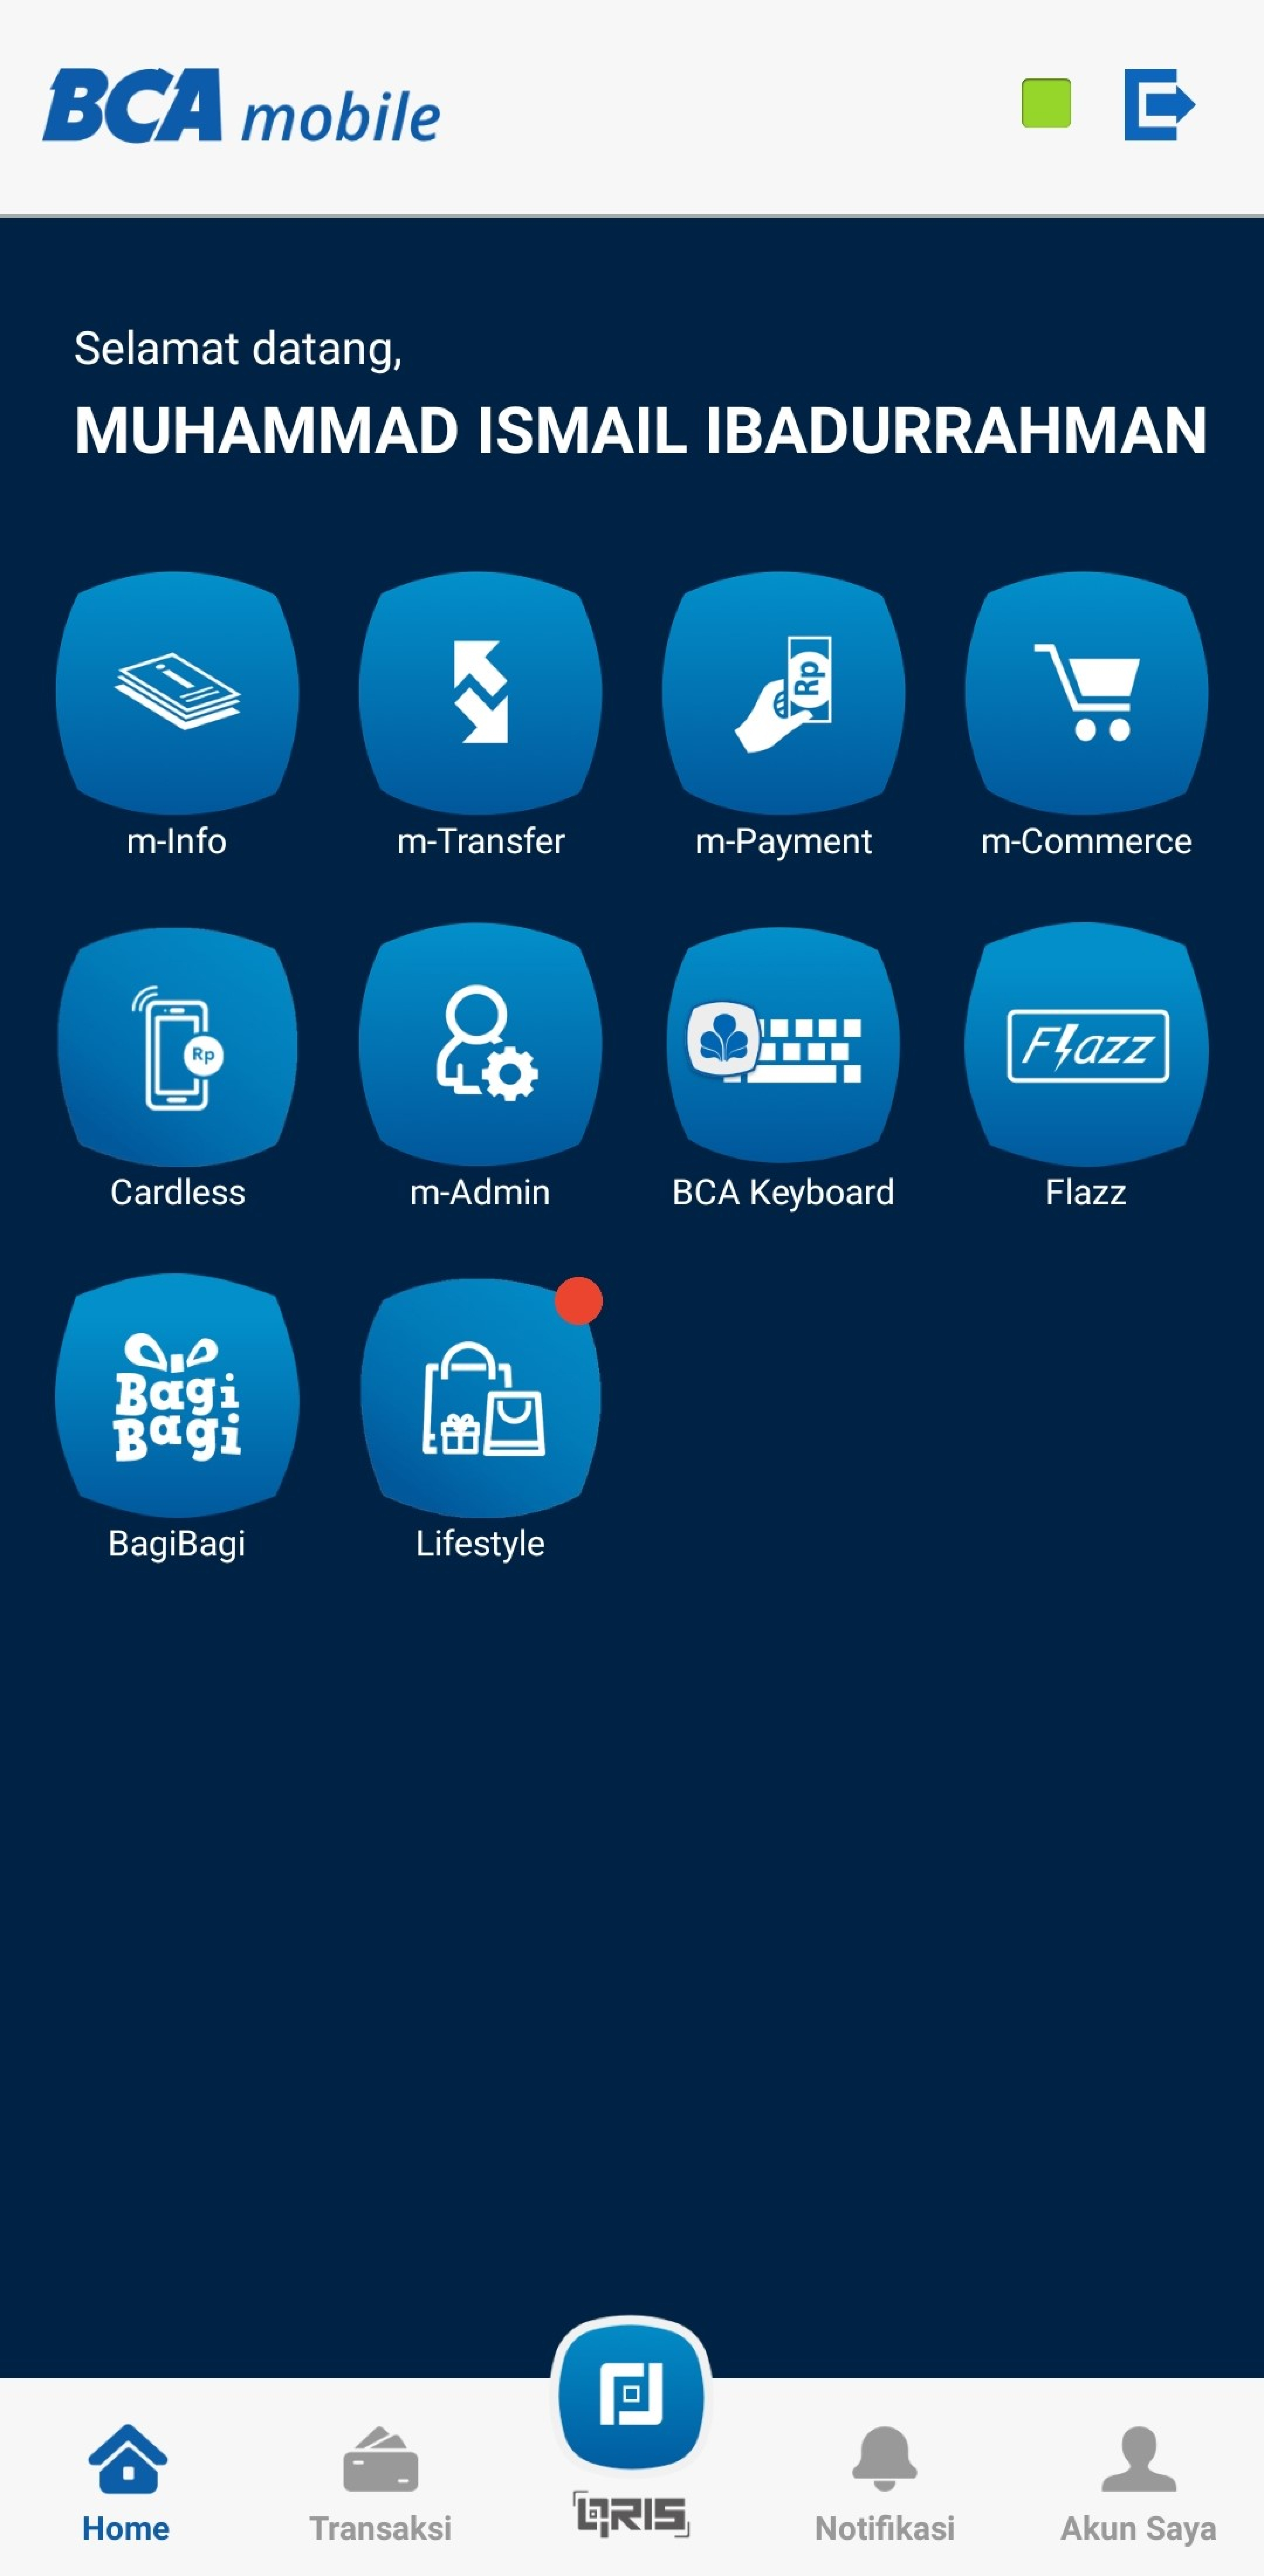 BCA mobile
Selamat datang,
MUHAMMAD ISMAIL IBADURRAHMAN
Rp
m-Info
m-Transfer
m-Payment
m-Commerce
Rp
Flazz
Cardless
m-Admin
BCA Keyboard
Flazz
Bagi
Bagi
BagiBagi
Lifestyle
QRIS
Home
Transaksi
Notifikasi
Akun Saya